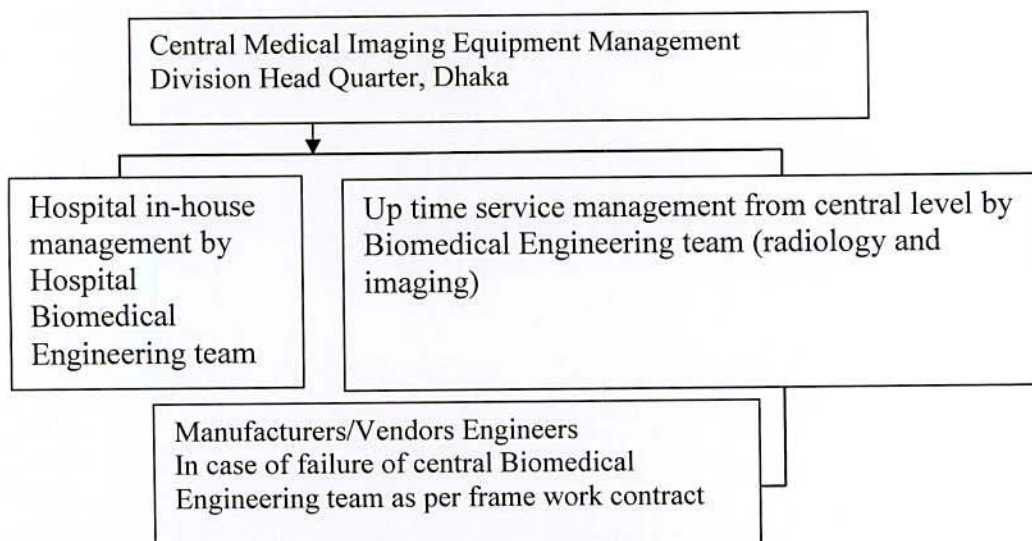 Central Medical Imaging Equipment Management
Division Head Quarter, Dhaka
Hospital in-house
management by
Hospital
Biomedical
Engineering team
Up time service management from central level by
Biomedical Engineering team (radiology and
imaging)
Manufacturers/Vendors Engineers
In case of failure of central Biomedical
Engineering team as per frame work contract